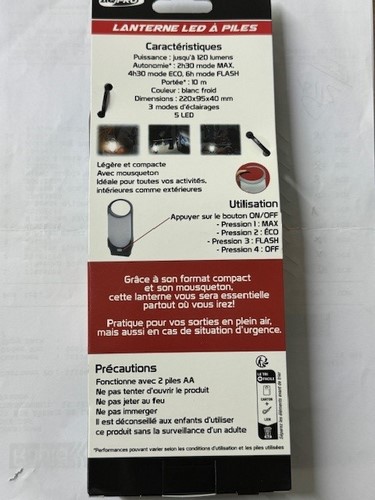 LANTERNE LED À PILES
Caractéristiques
Puissance : jusqu'à 120 lumens
Autonomie* : 2h30 mode MAX,
4h30 mode ECO, 6h mode FLASH
Portée* : 10 m
Couleur : blanc froid
Dimensions : 220x95x40 mm
3 modes d'éclairages
5 LED
Légère et compacte
Avec mousqueton
Idéale pour toutes vos activités,
intérieures comme extérieures
Utilisation
Appuyer sur le bouton ON/OFF
- Pression 1 : MAX
- Pression 2 : ÉCO
- Pression 3 : FLASH
- Pression 4 : OFF
Grâce à son format compact
et son mousqueton,
cette lanterne vous sera essentielle
partout où vous irez!
Pratique pour vos sorties en plein air,
mais aussi en cas de situation d'urgence.
Précautions
Fonctionne avec 2 piles AA
Ne pas tenter d'ouvrir le produit
Ne pas jeter au feu
Ne pas immerger
Il est déconseillé aux enfants d'utiliser
ce produit sans la surveillance d'un adulte
*Performances pouvant varier selon les conditions d'utilisation et les piles utilisées
LE TRI
+ FACILE